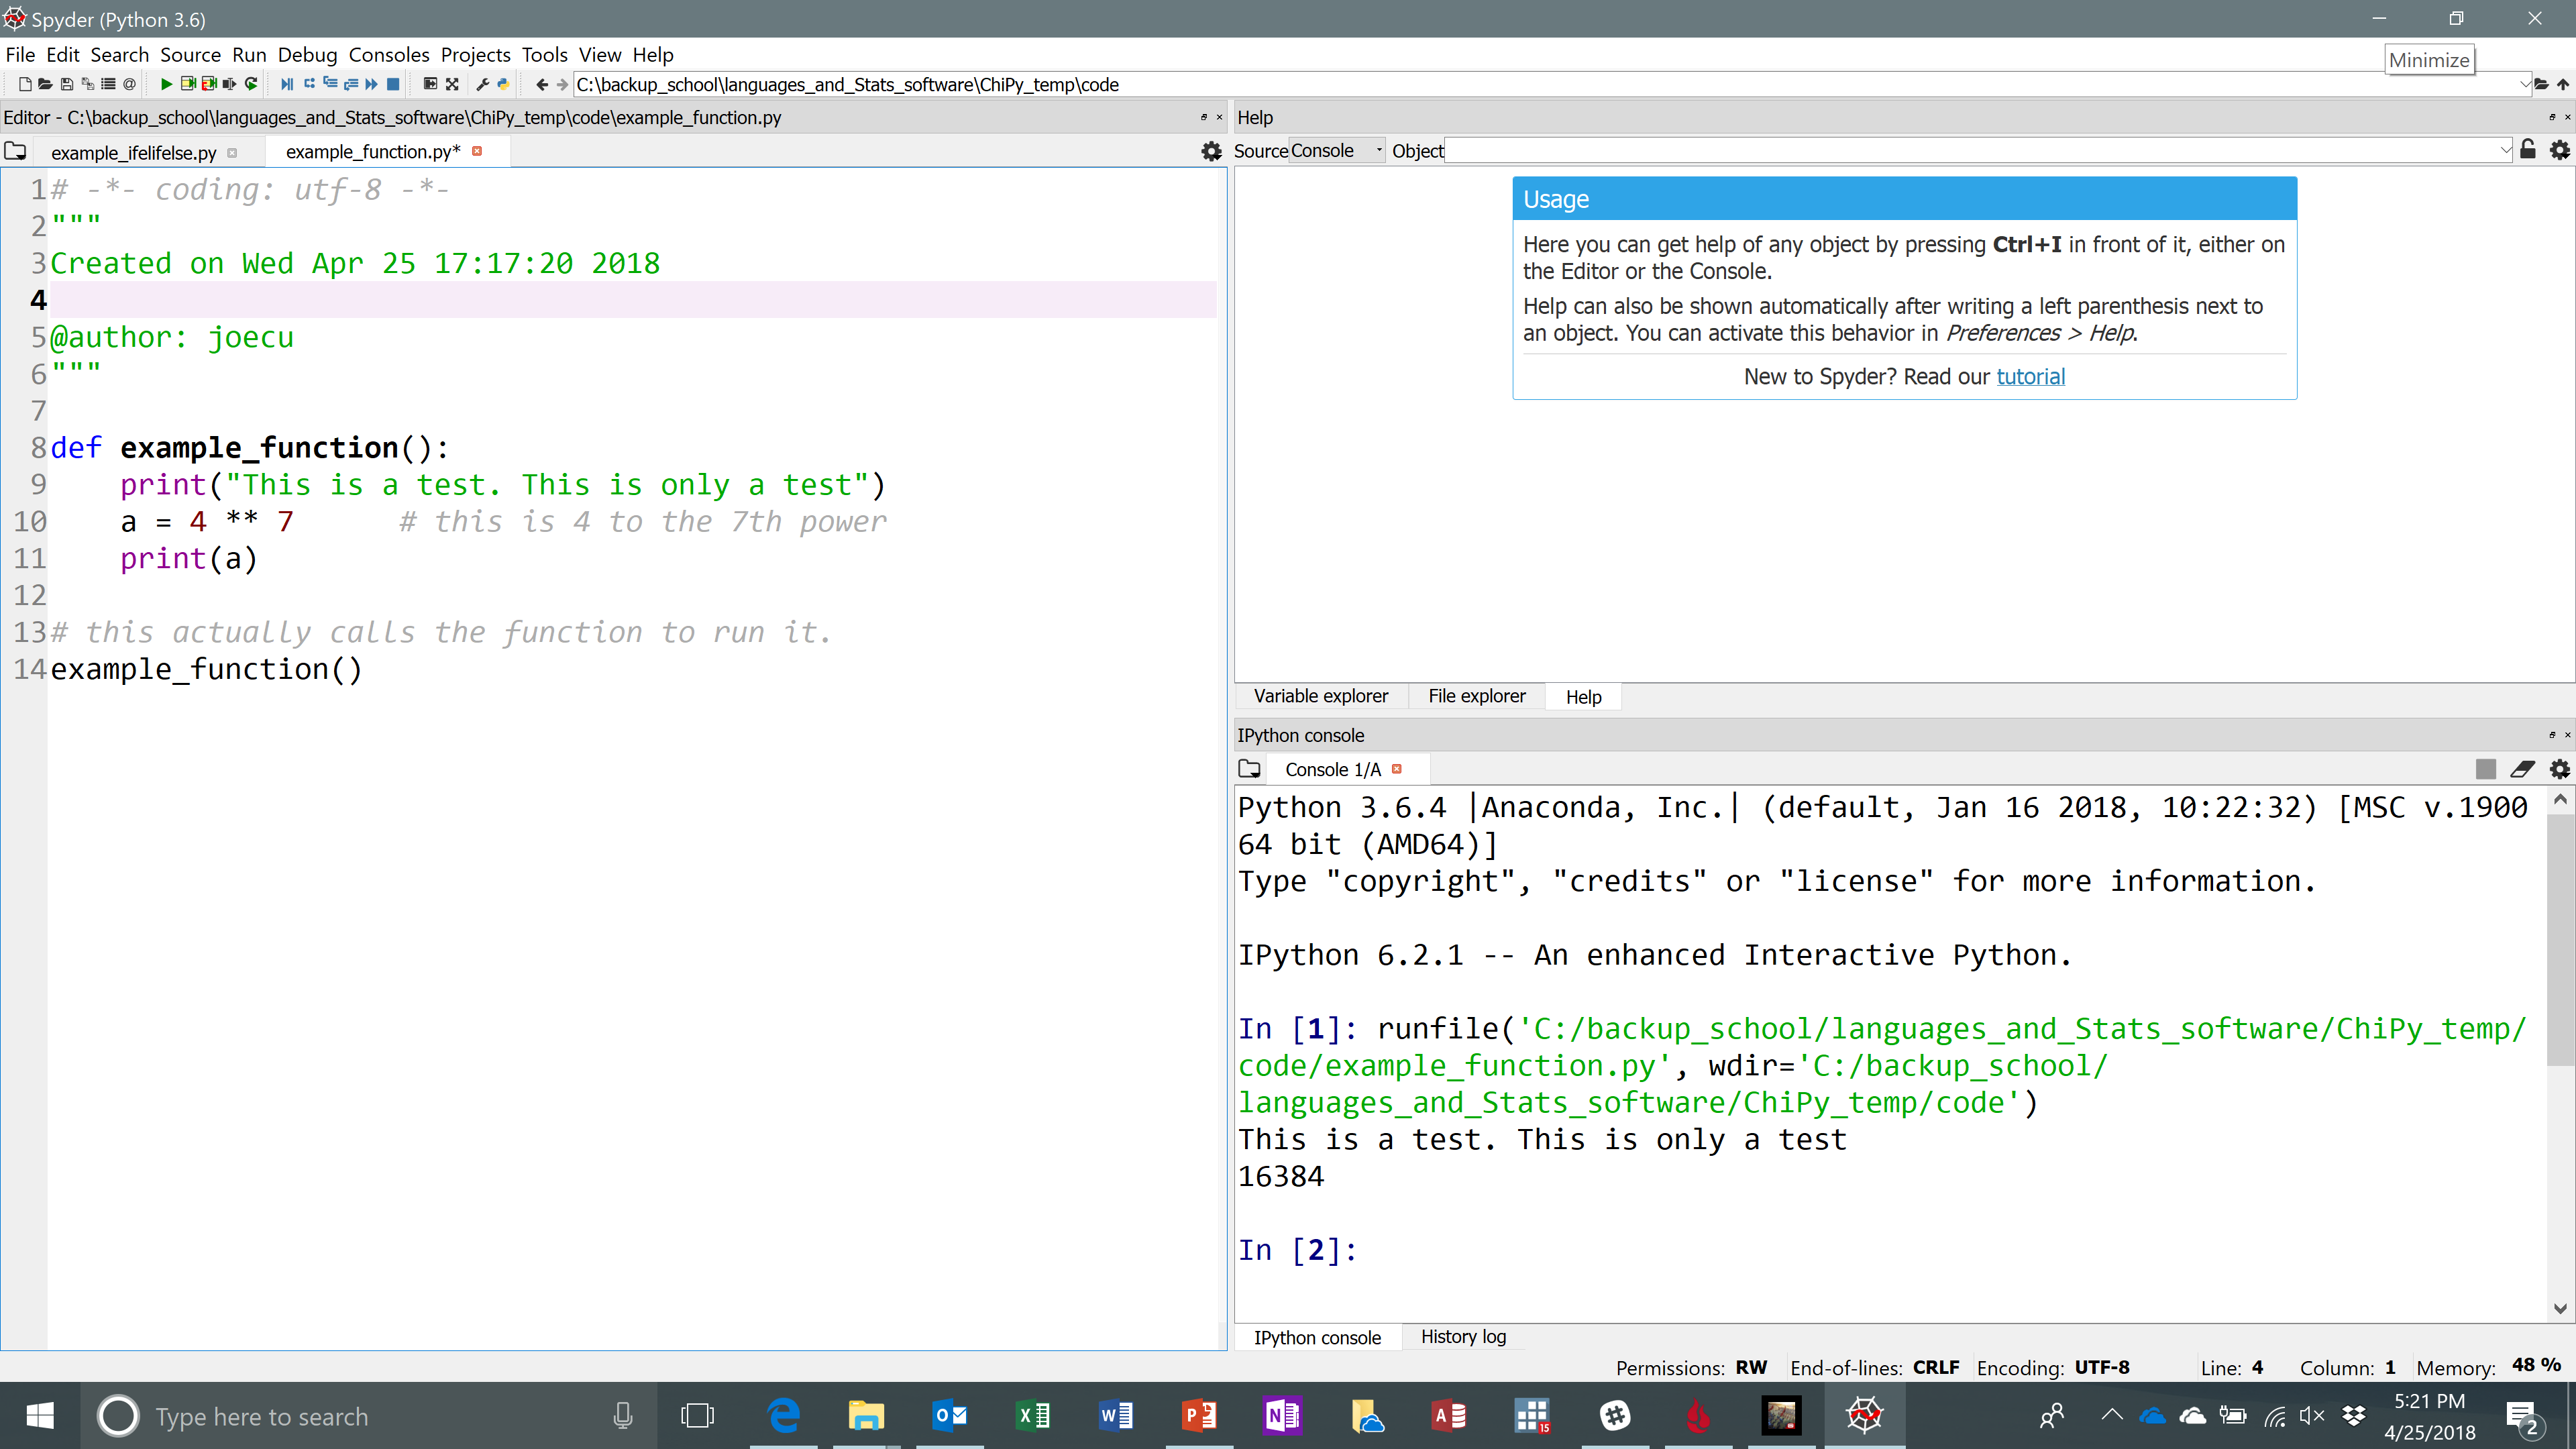 Spyder (Python 3.6)
File Edit Search Source Run Debug Consoles Projects Tools View Help
Minimize
C:\backup_school\languages_and_Stats_software\ChiPy_temp\code
Editor - C:\backup_school\languages_and_Stats_software\ChiPy_temp\code\example_function.py
example_ifelifelse.py
example_function.py*
1 # -*- coding: utf-8 -*-
2 """
3 Created on Wed Apr 25 17:17:20 2018
4
5 @author: joecu
6 """
7
8 def example_function():
9     print("This is a test. This is only a test")
10     a = 4 ** 7      # this is 4 to the 7th power
11     print(a)
12
13 # this actually calls the function to run it.
14 example_function()
Help
Source Console Object
Usage
Here you can get help of any object by pressing Ctrl+I in front of it, either on
the Editor or the Console.
Help can also be shown automatically after writing a left parenthesis next to
an object. You can activate this behavior in Preferences > Help.
New to Spyder? Read our tutorial
Variable explorer File explorer Help
IPython console
Console 1/A
Python 3.6.4 |Anaconda, Inc.| (default, Jan 16 2018, 10:22:32) [MSC v.1900
64 bit (AMD64)]
Type "copyright", "credits" or "license" for more information.
IPython 6.2.1 -- An enhanced Interactive Python.
In [1]: runfile('C:/backup_school/languages_and_Stats_software/ChiPy_temp/
code/example_function.py', wdir='C:/backup_school/
languages_and_Stats_software/ChiPy_temp/code')
This is a test. This is only a test
16384
In [2]:
IPython console History log
Permissions: RW End-of-lines: CRLF Encoding: UTF-8 Line: 4 Column: 1 Memory: 48 %
Type here to search
15
5:21 PM
4/25/2018
2